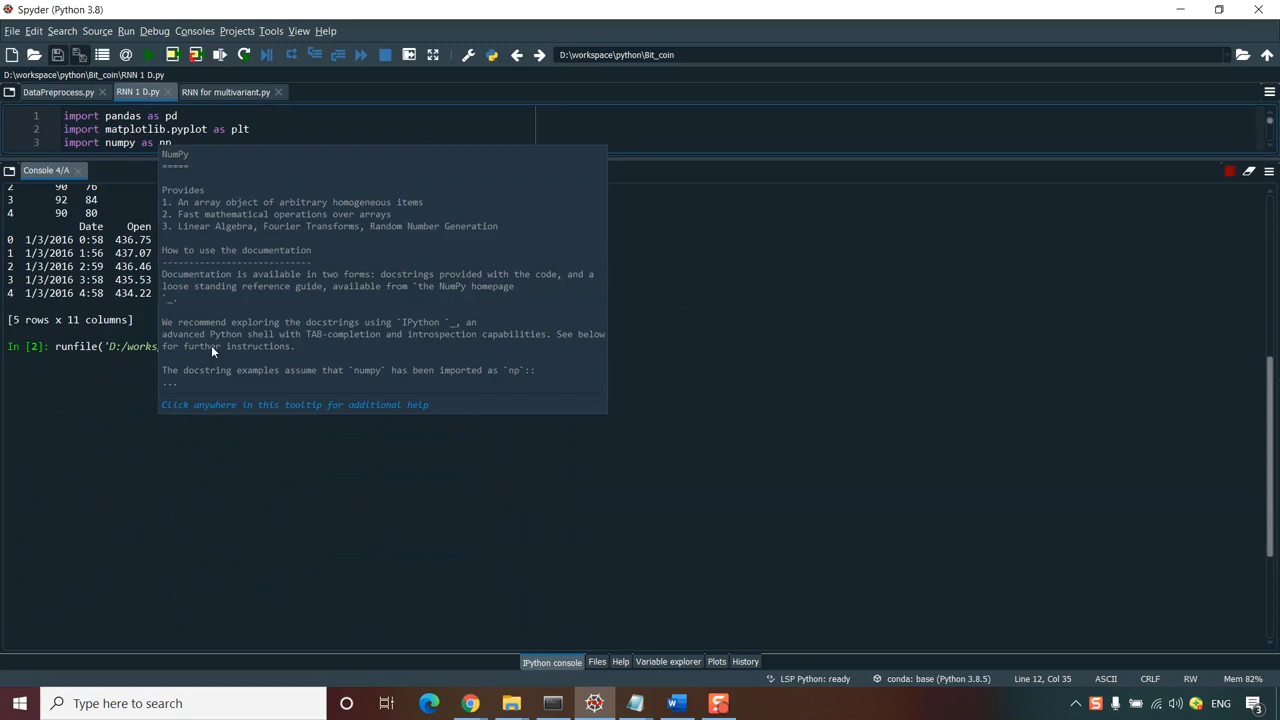 Spyder (Python 3.8)
File Edit Search Source Run Debug Consoles Projects Tools View Help
D:\workspace\python\Bit_coin
D:\workspace\python\Bit_coin\RNN 1 D.py
DataPreprocess.py RNN 1 D.py RNN for multivariant.py
1 import pandas as pd
2 import matplotlib.pyplot as plt
3 import numpy as np
Console 4/A
2 90 76
3 92 84
4 90 80
Date Open
0 1/3/2016 0:58 436.75
1 1/3/2016 1:56 437.07
2 1/3/2016 2:59 436.46
3 1/3/2016 3:58 435.53
4 1/3/2016 4:58 434.22
[5 rows x 11 columns]
In [2]: runfile('D:/works
NumPy
=====
Provides
1. An array object of arbitrary homogeneous items
2. Fast mathematical operations over arrays
3. Linear Algebra, Fourier Transforms, Random Number Generation
How to use the documentation
----------------------------
Documentation is available in two forms: docstrings provided with the code, and a
loose standing reference guide, available from `the NumPy homepage
`_.
We recommend exploring the docstrings using `IPython `_, an
advanced Python shell with TAB-completion and introspection capabilities. See below
for further instructions.
The docstring examples assume that `numpy` has been imported as `np`::
...
Click anywhere in this tooltip for additional help
IPython console Files Help Variable explorer Plots History
LSP Python: ready conda: base (Python 3.8.5) Line 12, Col 35 ASCII CRLF RW Mem 82%
Type here to search
ENG
3